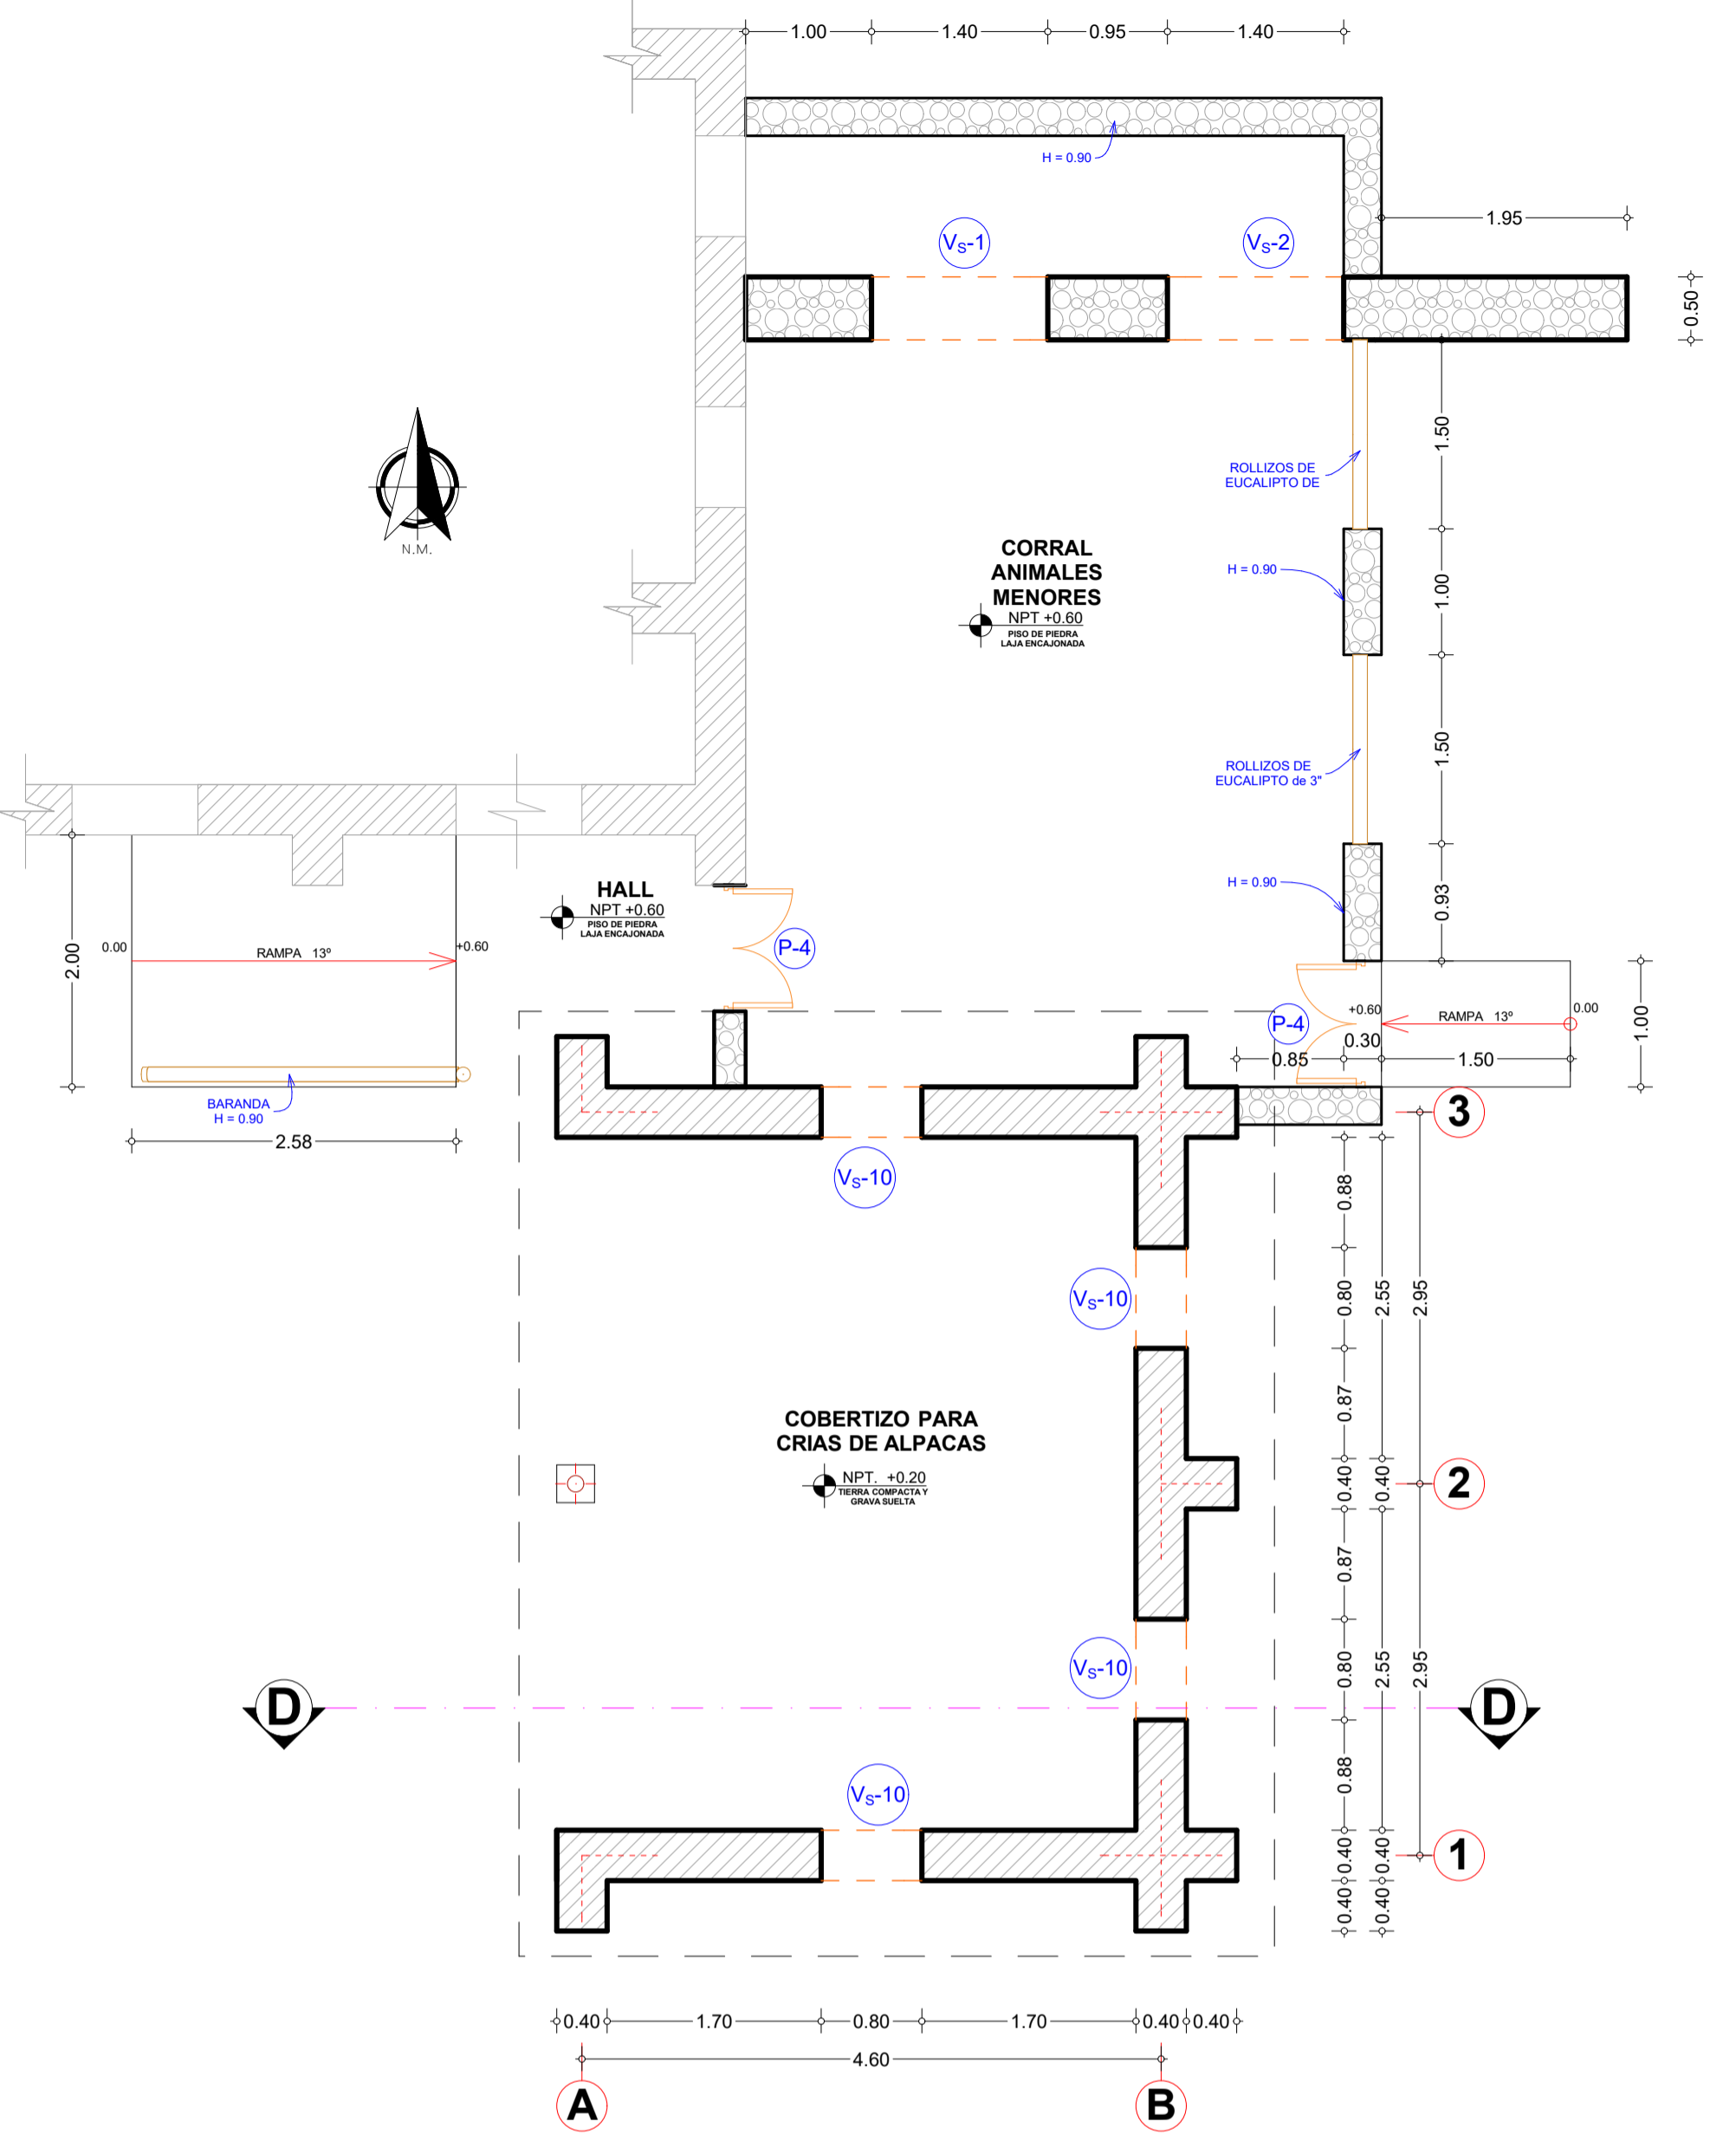 1.00
1.40
0.95
1.40
H = 0.90
1.95
VS-1
VS-2
0.50
1.50
ROLLIZOS DE
EUCALIPTO DE
N.M.
CORRAL
ANIMALES
MENORES
NPT +0.60
PISO DE PIEDRA
LAJA ENCAJONADA
H = 0.90
1.00
1.50
ROLLIZOS DE
EUCALIPTO de 3"
HALL
NPT +0.60
PISO DE PIEDRA
LAJA ENCAJONADA
H = 0.90
0.93
2.00
0.00
RAMPA 13º
+0.60
P-4
P-4
+0.60
RAMPA 13º
0.00
1.00
0.85
0.30
1.50
BARANDA
H = 0.90
2.58
3
VS-10
0.88
0.80
2.55
2.95
VS-10
0.87
COBERTIZO PARA
CRIAS DE ALPACAS
NPT. +0.20
TIERRA COMPACTA Y
GRAVA SUELTA
0.40
0.40
2
0.87
VS-10
0.80
2.55
2.95
D
D
0.88
VS-10
0.40
0.40
1
0.40
0.40
0.40
1.70
0.80
1.70
0.40
0.40
4.60
A
B